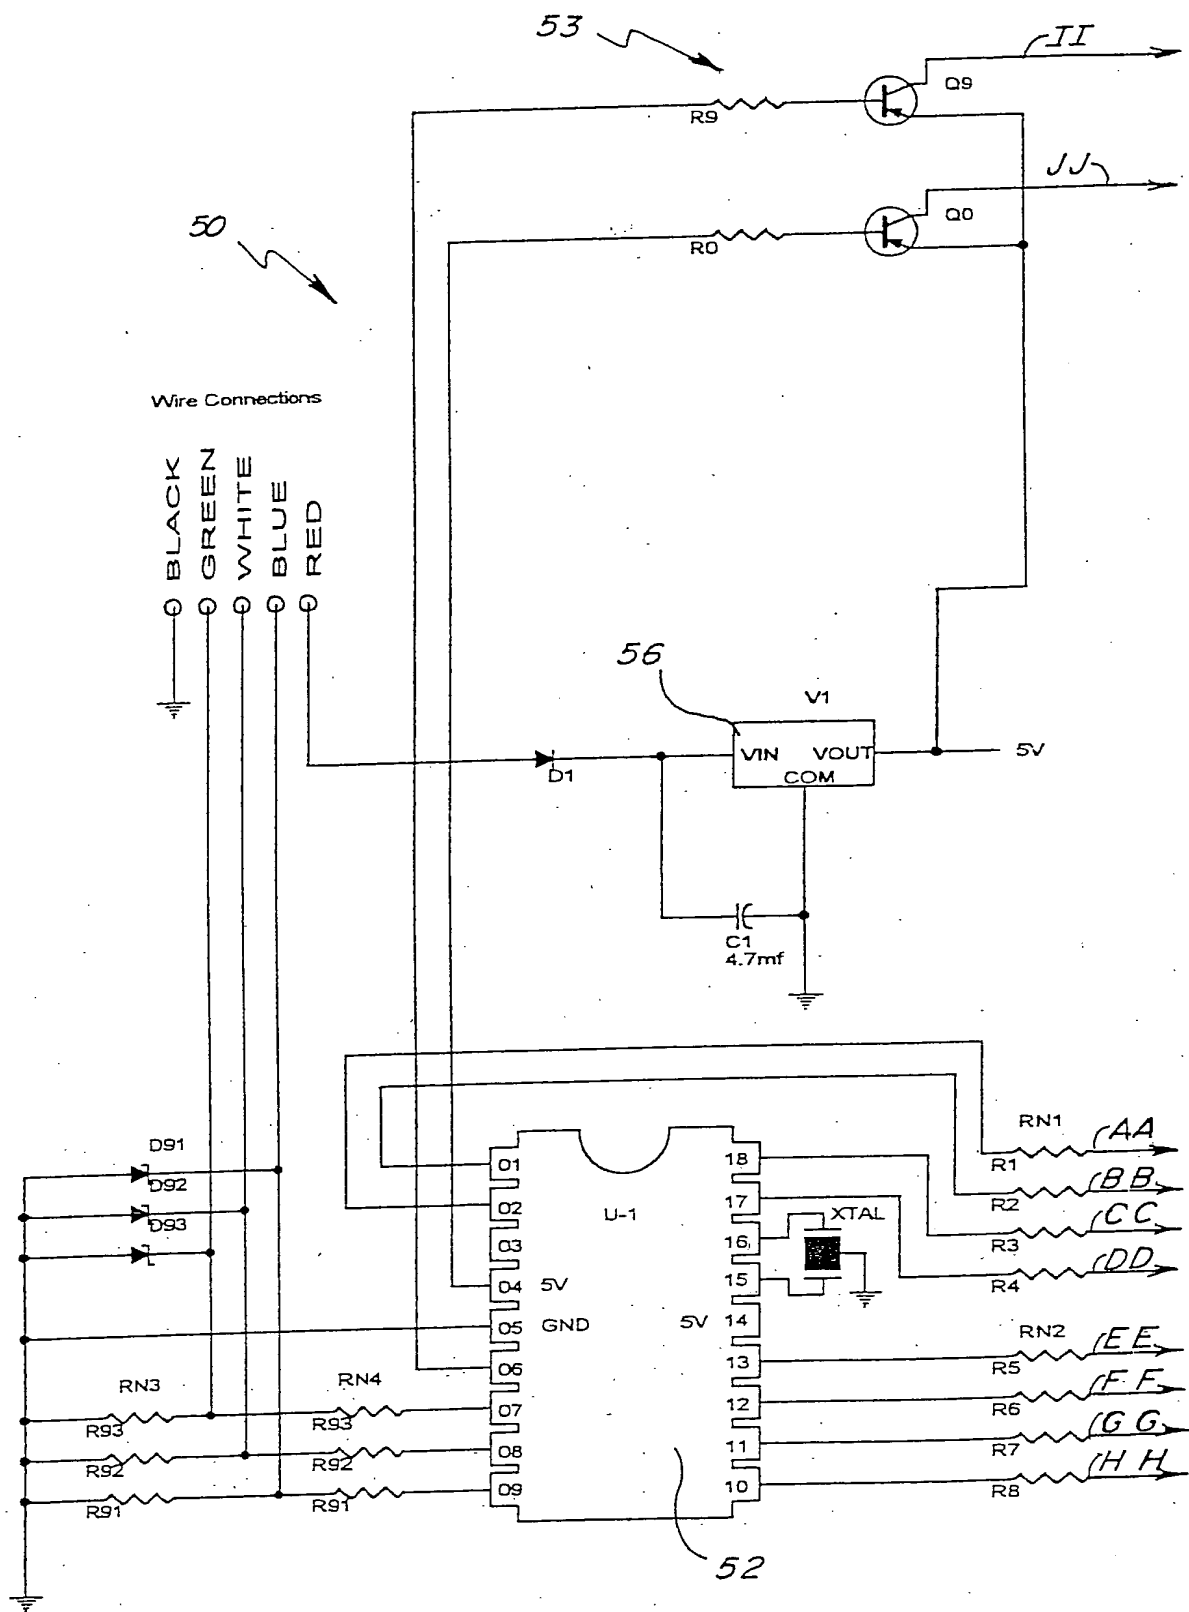 53
II
Q9
R9
JJ
Q0
R0
50
Wire Connections
BLACK
GREEN
WHITE
BLUE
RED
56
V1
VIN
VOUT
COM
5V
D1
C1
4.7mf
RN1
AA
R1
BB
R2
CC
R3
DD
R4
RN2
EE
R5
FF
R6
GG
R7
HH
R8
D91
D92
D93
01
02
03
04
05
06
07
08
09
5V
GND
U-1
5V
18
17
16
15
14
13
12
11
10
XTAL
RN3
RN4
R93
R93
R92
R92
R91
R91
52